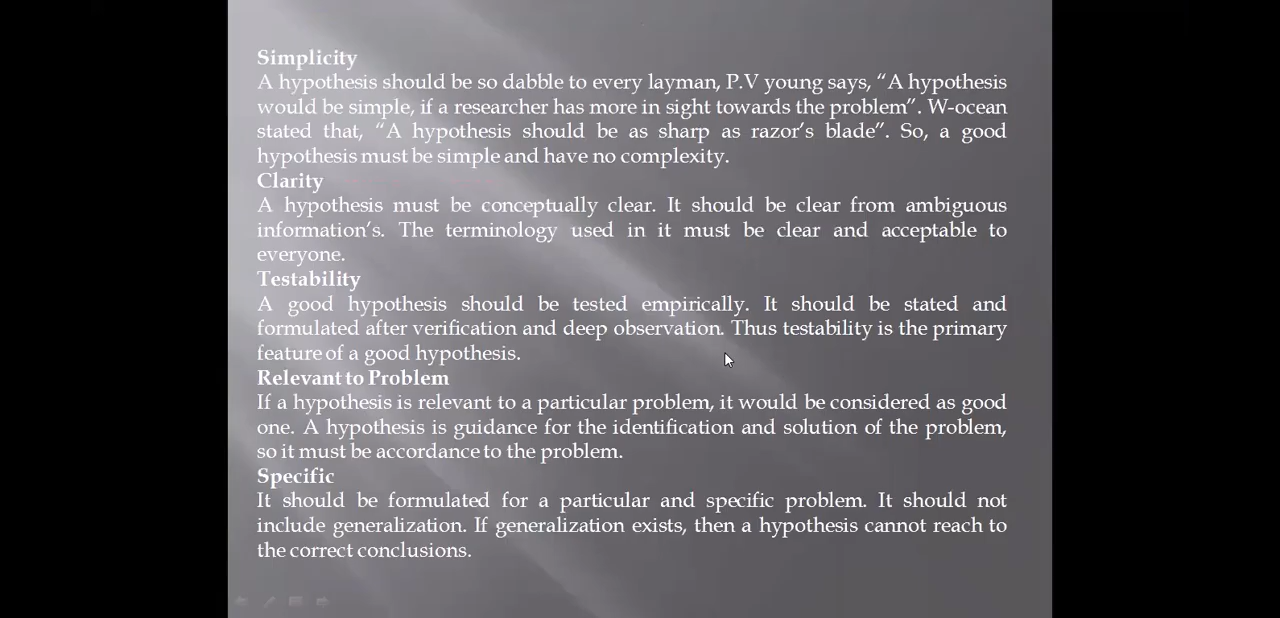 Simplicity
A hypothesis should be so dabble to every layman, P.V young says, “A hypothesis
would be simple, if a researcher has more in sight towards the problem”. W-ocean
stated that, “A hypothesis should be as sharp as razor’s blade”. So, a good
hypothesis must be simple and have no complexity.
Clarity
A hypothesis must be conceptually clear. It should be clear from ambiguous
information’s. The terminology used in it must be clear and acceptable to
everyone.
Testability
A good hypothesis should be tested empirically. It should be stated and
formulated after verification and deep observation. Thus testability is the primary
feature of a good hypothesis.
Relevant to Problem
If a hypothesis is relevant to a particular problem, it would be considered as good
one. A hypothesis is guidance for the identification and solution of the problem,
so it must be accordance to the problem.
Specific
It should be formulated for a particular and specific problem. It should not
include generalization. If generalization exists, then a hypothesis cannot reach to
the correct conclusions.